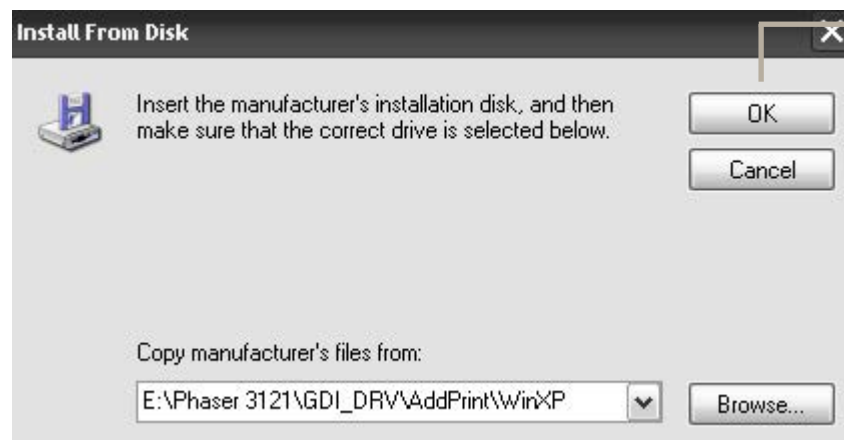 Install From Disk
Insert the manufacturer's installation disk, and then
make sure that the correct drive is selected below.
OK
Cancel
Copy manufacturer's files from:
E:\Phaser 3121\GDI_DRV\AddPrint\WinXP
Browse...